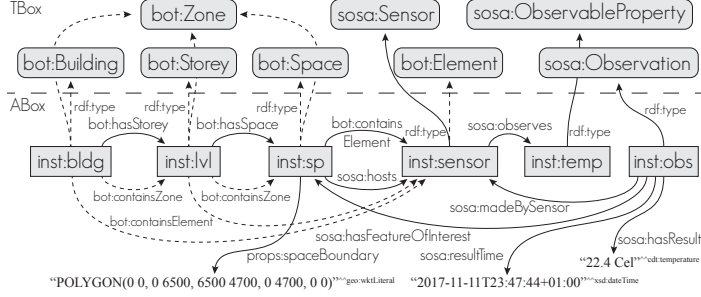 TBox
bot:Zone
sosa:Sensor
sosa:ObservableProperty
bot:Building
bot:Storey
bot:Space
bot:Element
sosa:Observation
ABox
rdf:type
rdf:type
rdf:type
rdf:type
rdf:type
rdf:type
bot:hasStorey
bot:hasSpace
bot:contains
Element
sosa:observes
inst:bldg
inst:lvl
inst:sp
inst:sensor
inst:temp
inst:obs
sosa:hosts
bot:containsZone
bot:containsZone
bot:containsElement
sosa:madeBySensor
sosa:hasFeatureOfInterest
props:spaceBoundary
sosa:resultTime
sosa:hasResult
“22.4 Cel”^^cdt:temperature
“POLYGON(0 0, 0 6500, 6500 4700, 0 4700, 0 0)”^^geo:wktLiteral
“2017-11-11T23:47:44+01:00”^^xsd:dateTime